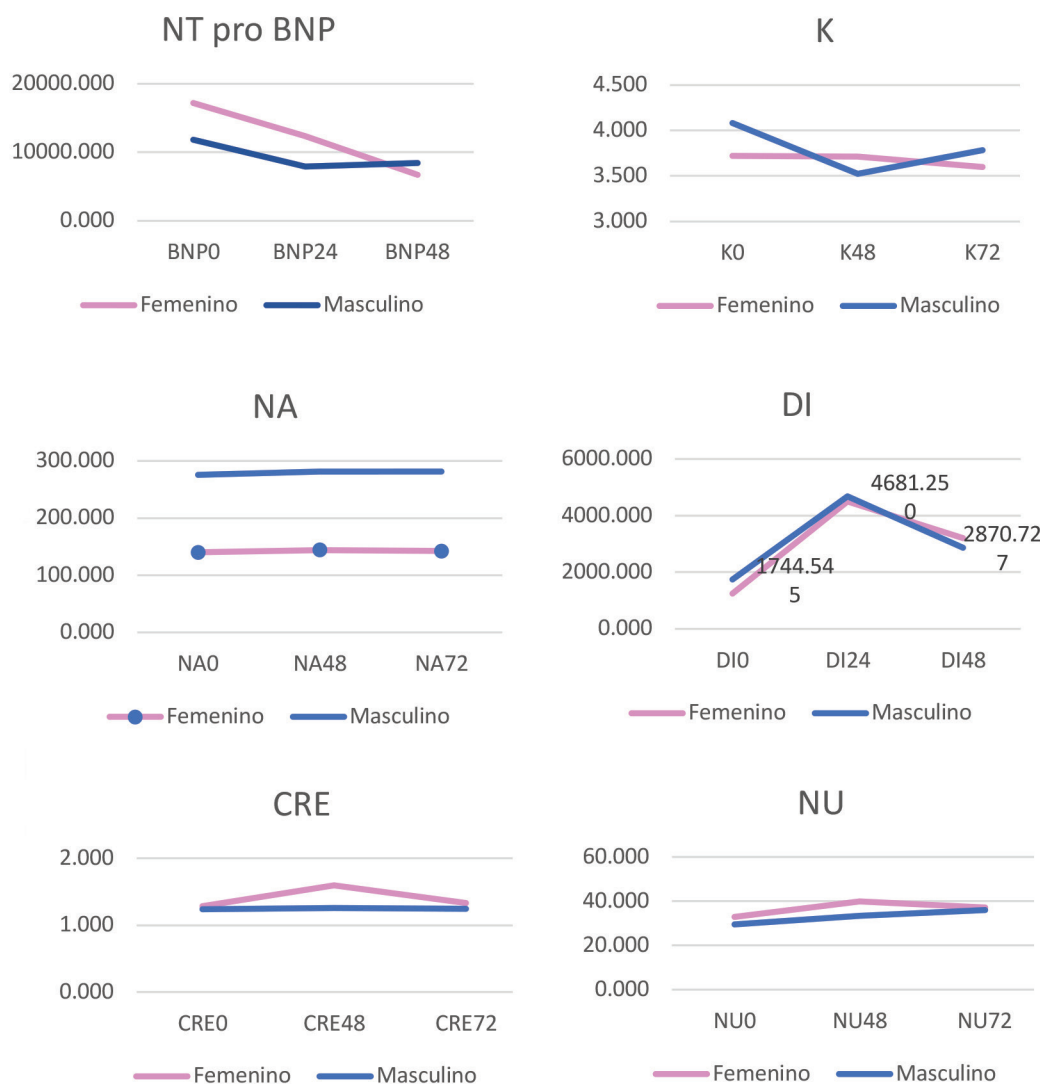 NT pro BNP
20000.000
10000.000
0.000
BNP0 BNP24 BNP48
Femenino Masculino
K
4.500
4.000
3.500
3.000
K0 K48 K72
Femenino Masculino
NA
300.000
200.000
100.000
0.000
NA0 NA48 NA72
Femenino Masculino
DI
6000.000
4000.000
2000.000
0.000
4681.25
0
2870.72
7
1744.54
5
DI0 DI24 DI48
Femenino Masculino
CRE
2.000
1.000
0.000
CRE0 CRE48 CRE72
Femenino Masculino
NU
60.000
40.000
20.000
0.000
NU0 NU48 NU72
Femenino Masculino